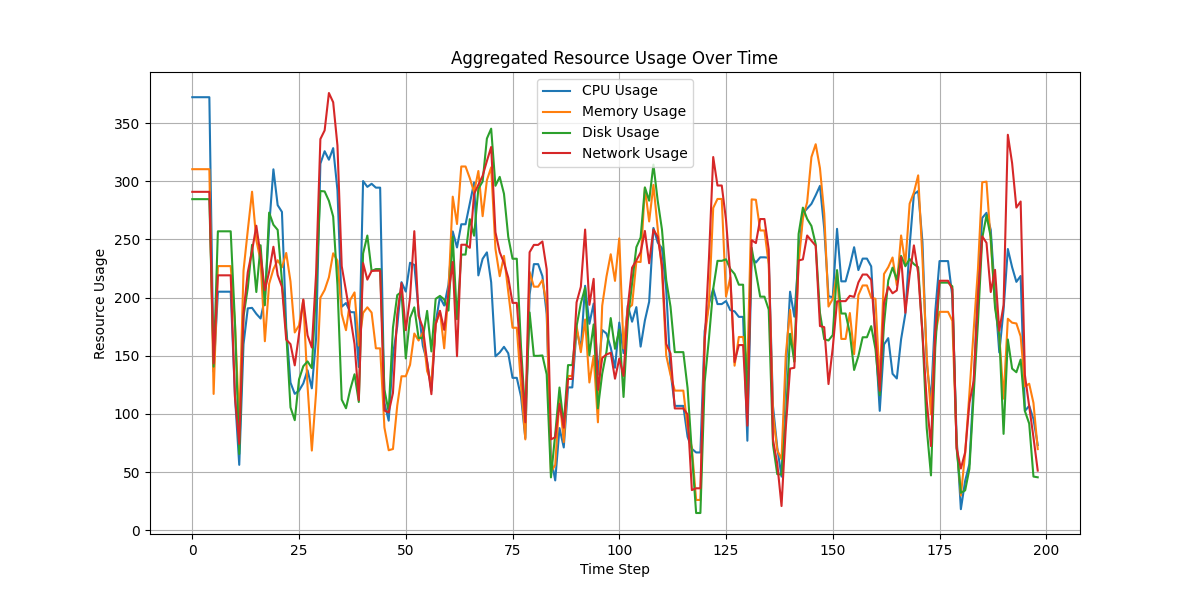 Aggregated Resource Usage Over Time
CPU Usage
Memory Usage
Disk Usage
Network Usage
Resource Usage
350
300
250
200
150
100
50
0
0 25 50 75 100 125 150 175 200
Time Step